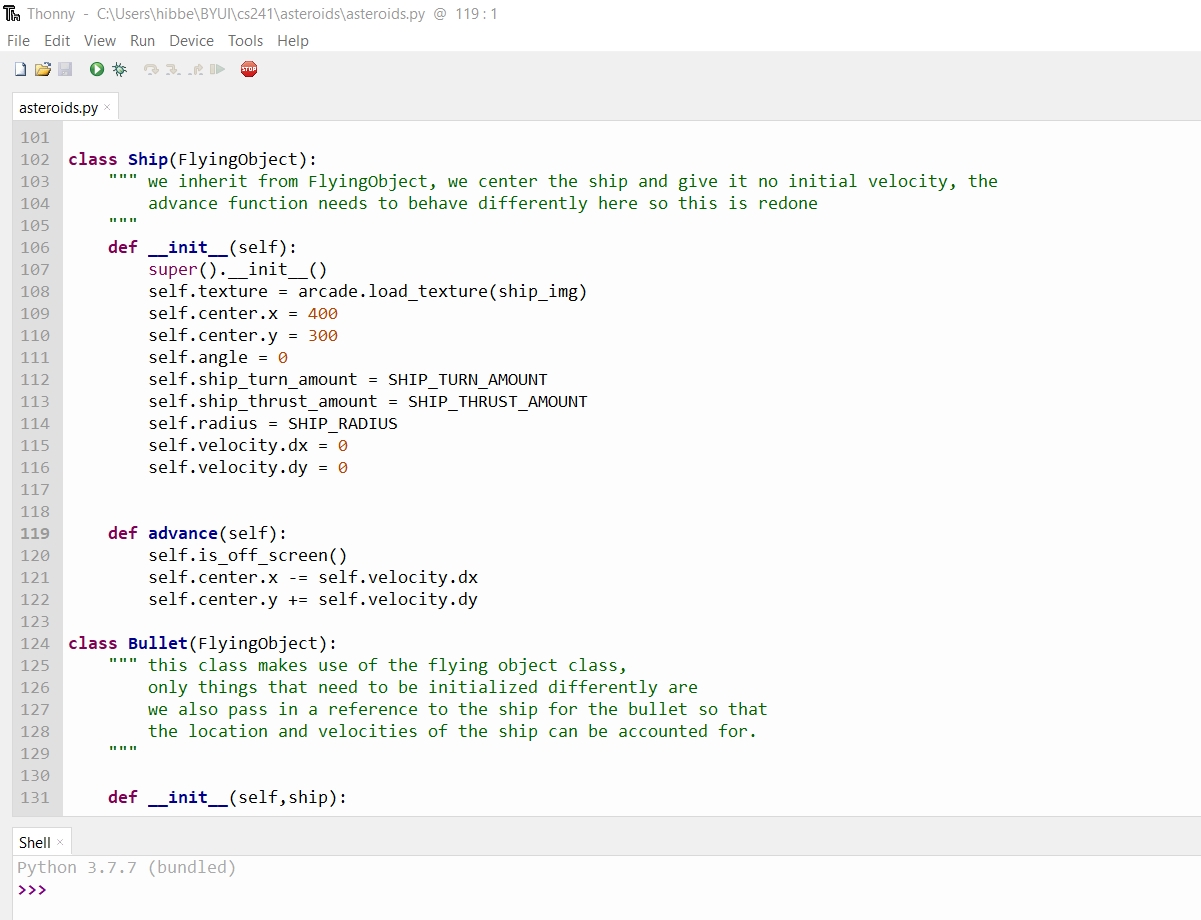 Thonny - C:\Users\hibbe\BYUI\cs241\asteroids\asteroids.py @ 119 : 1
File Edit View Run Device Tools Help
STOP
asteroids.py ×
101
102 class Ship(FlyingObject):
103     """ we inherit from FlyingObject, we center the ship and give it no initial velocity, the
104         advance function needs to behave differently here so this is redone
105     """
106     def __init__(self):
107         super().__init__()
108         self.texture = arcade.load_texture(ship_img)
109         self.center.x = 400
110         self.center.y = 300
111         self.angle = 0
112         self.ship_turn_amount = SHIP_TURN_AMOUNT
113         self.ship_thrust_amount = SHIP_THRUST_AMOUNT
114         self.radius = SHIP_RADIUS
115         self.velocity.dx = 0
116         self.velocity.dy = 0
117
118
119     def advance(self):
120         self.is_off_screen()
121         self.center.x -= self.velocity.dx
122         self.center.y += self.velocity.dy
123
124 class Bullet(FlyingObject):
125     """ this class makes use of the flying object class,
126         only things that need to be initialized differently are
127         we also pass in a reference to the ship for the bullet so that
128         the location and velocities of the ship can be accounted for.
129     """
130
131     def __init__(self,ship):
Shell ×
Python 3.7.7 (bundled)
>>>